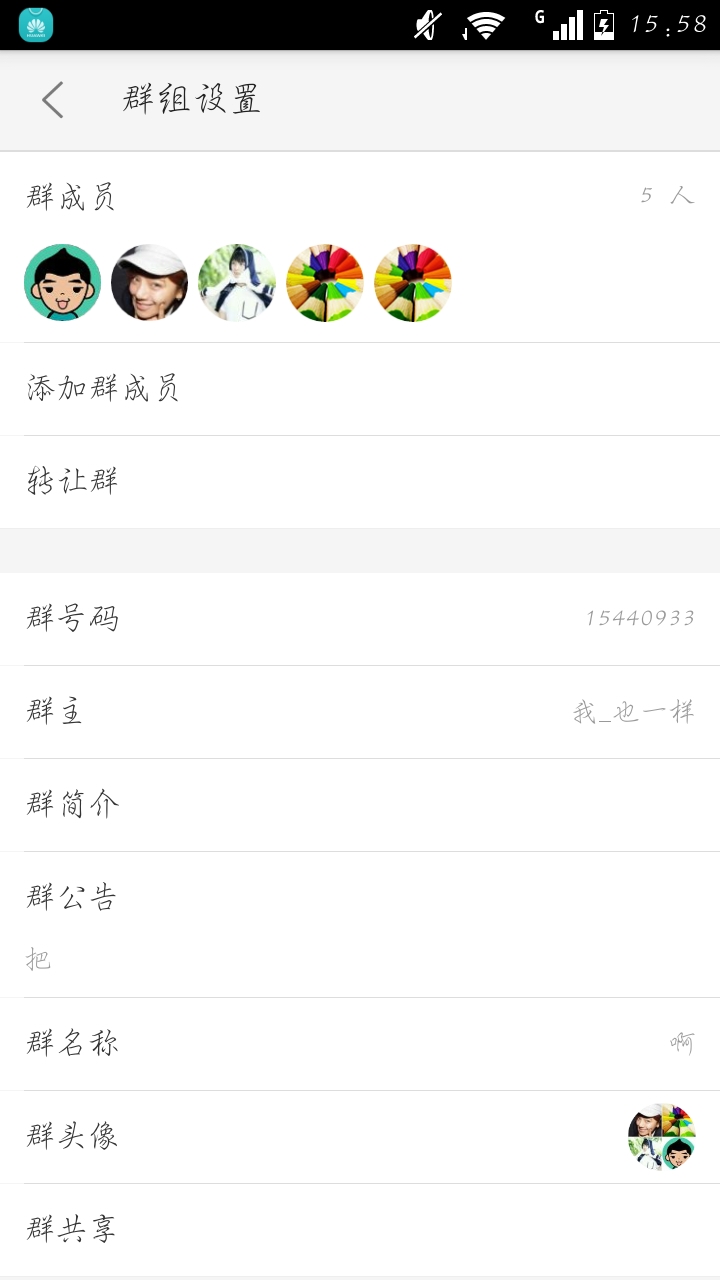 G 15:58
群组设置
群成员 5 人
添加群成员
转让群
群号码 15440933
群主 我_也一样
群简介
群公告
把
群名称 啊
群头像
群共享